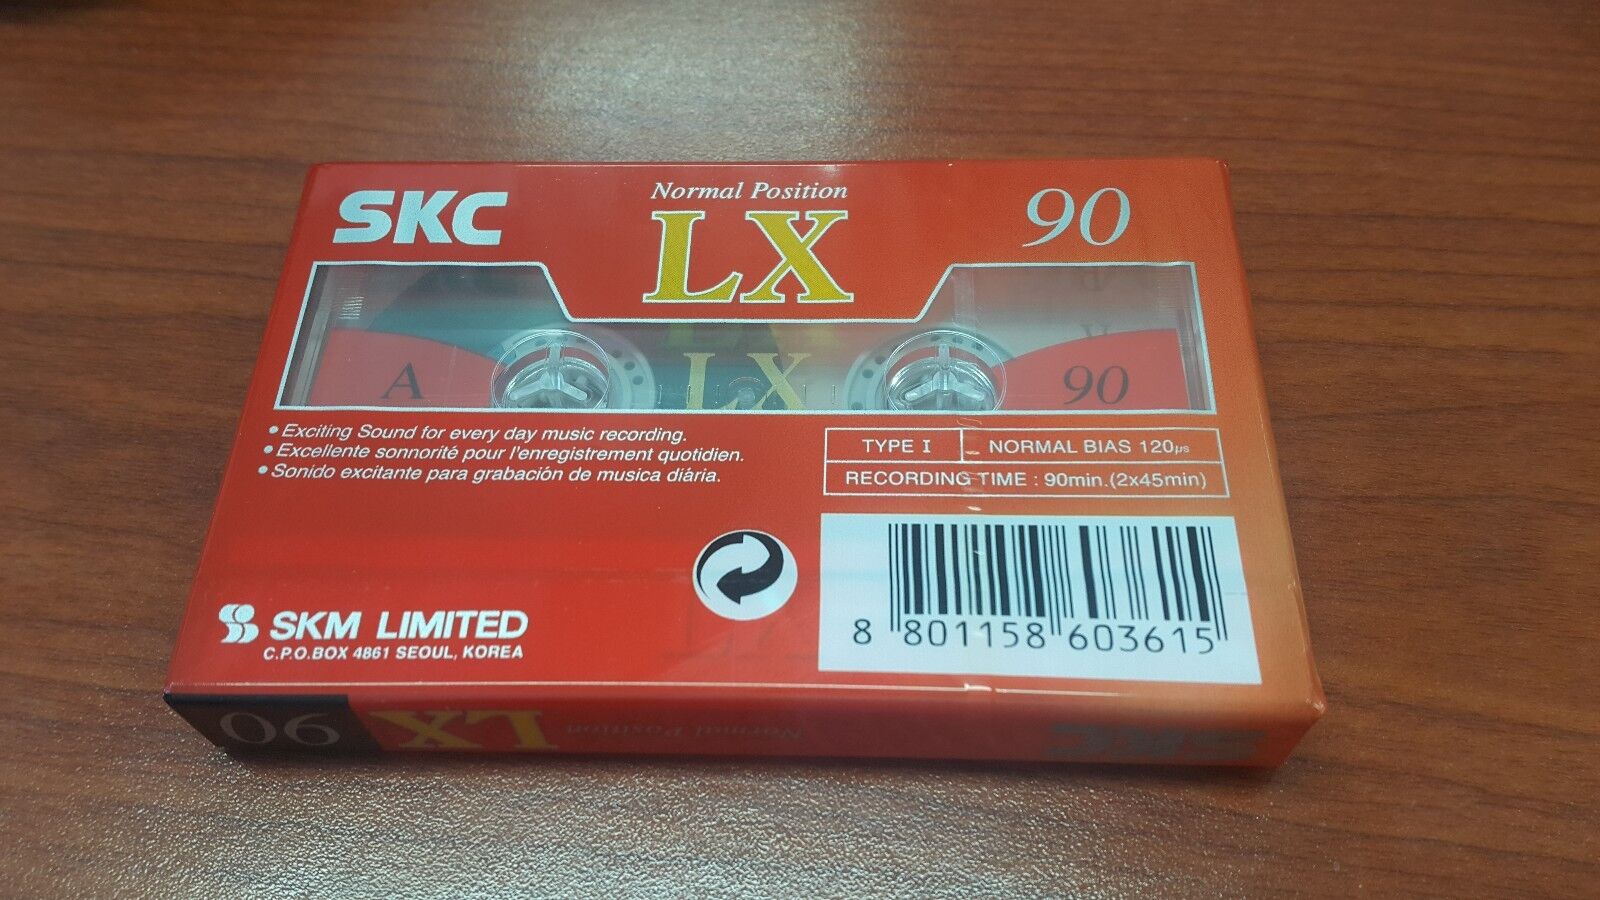 SKC
Normal Position
LX
90
A
LX
90
• Exciting Sound for every day music recording.
• Excellente sonnorité pour l'enregistrement quotidien.
• Sonido excitante para grabación de musica diária.
TYPE I
NORMAL BIAS 120µs
RECORDING TIME : 90min.(2x45min)
SKM LIMITED
C.P.O.BOX 4861 SEOUL, KOREA
8 801158 603615
90
LX
Normal Position
SKC